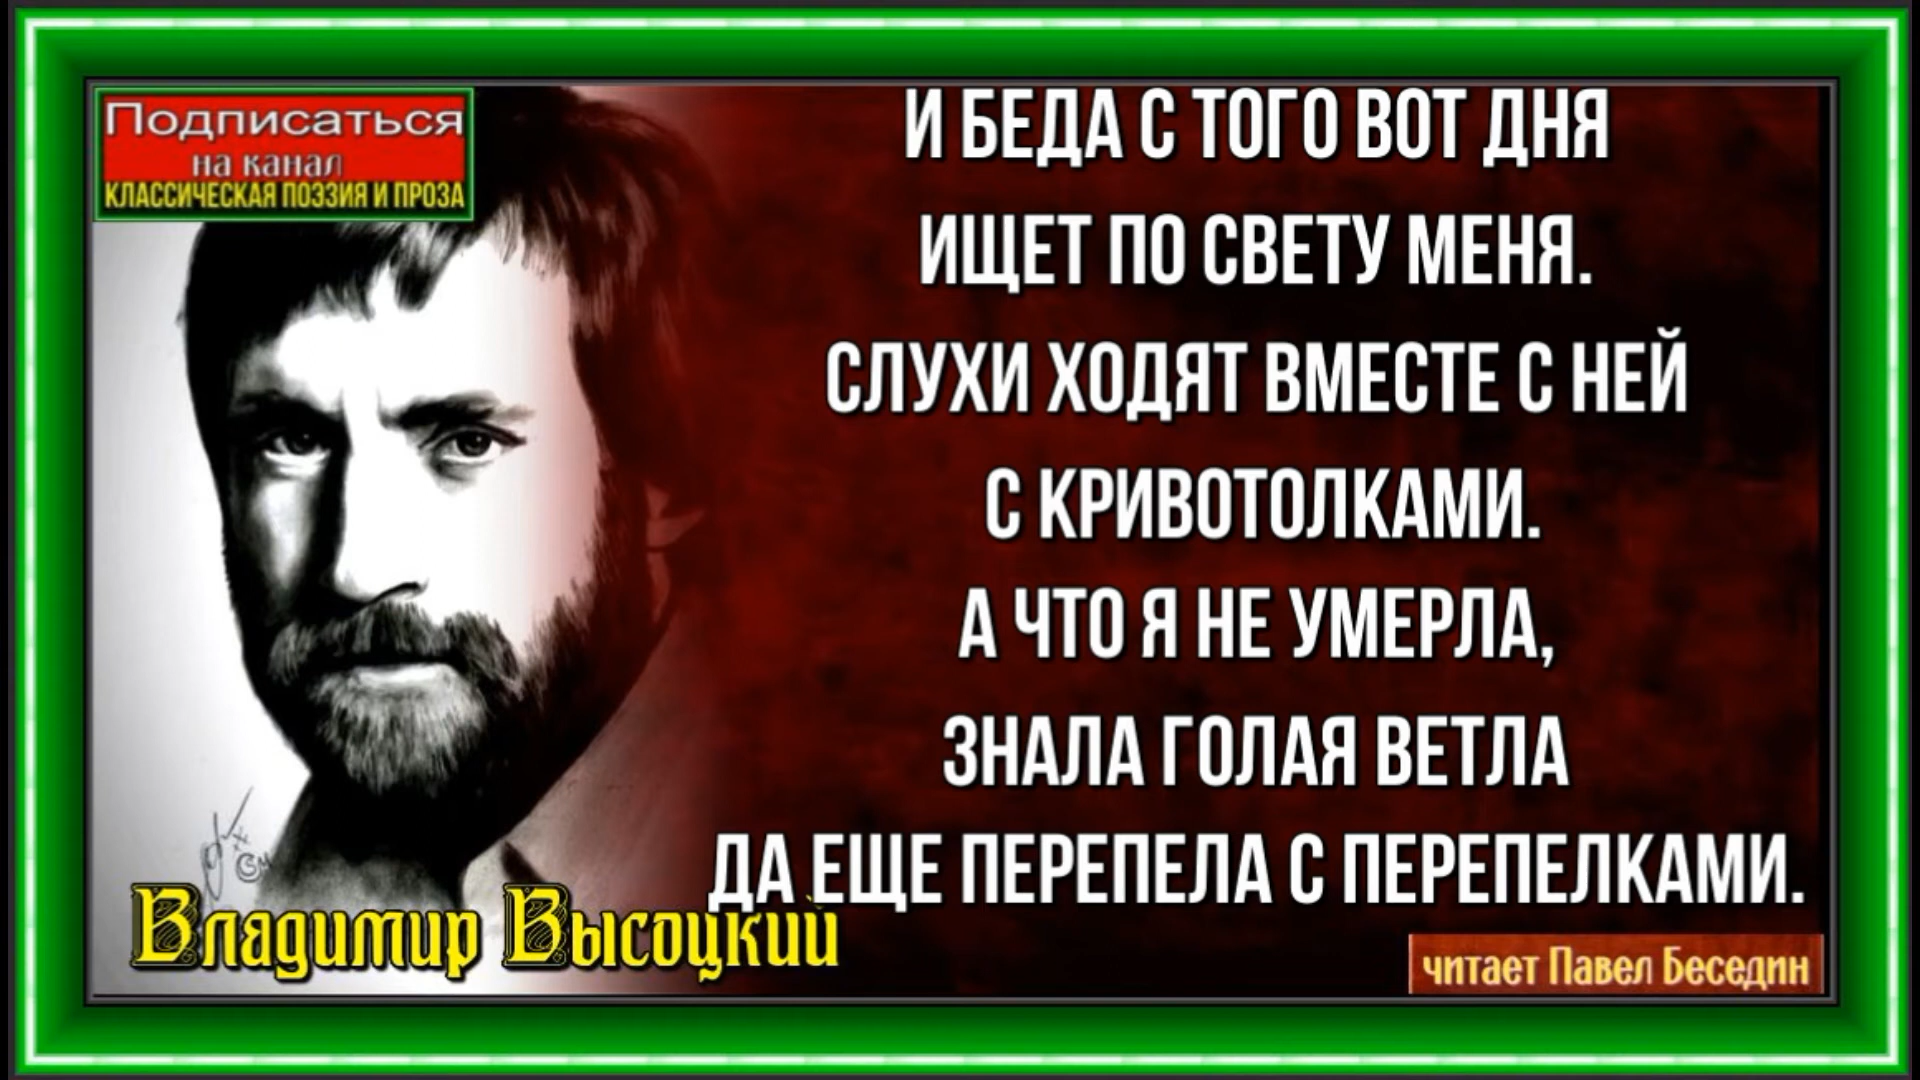 Подписаться
на канал
КЛАССИЧЕСКАЯ ПОЭЗИЯ И ПРОЗА
И БЕДА С ТОГО ВОТ ДНЯ
ИЩЕТ ПО СВЕТУ МЕНЯ.
СЛУХИ ХОДЯТ ВМЕСТЕ С НЕЙ
С КРИВОТОЛКАМИ.
А ЧТО Я НЕ УМЕРЛА,
ЗНАЛА ГОЛАЯ ВЕТЛА
ДА ЕЩЕ ПЕРЕПЕЛА С ПЕРЕПЕЛКАМИ.
Владимир Высоцкий
читает Павел Беседин